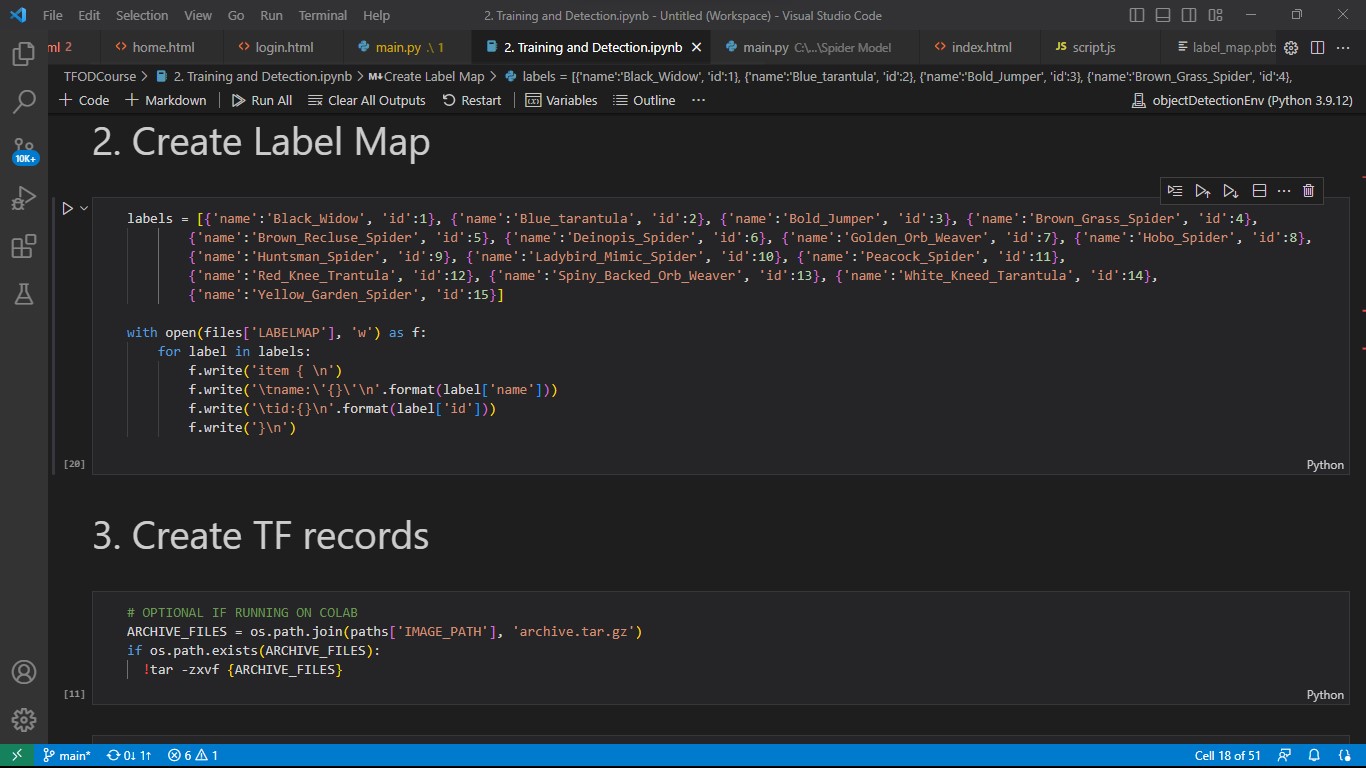 File Edit Selection View Go Run Terminal Help 2. Training and Detection.ipynb - Untitled (Workspace) - Visual Studio Code
ml 2 home.html login.html main.py .\ 1 2. Training and Detection.ipynb main.py C:\...\Spider Model index.html JS script.js label_map.pbt
TFODCourse > 2. Training and Detection.ipynb > M↓Create Label Map > labels = [{'name':'Black_Widow', 'id':1}, {'name':'Blue_tarantula', 'id':2}, {'name':'Bold_Jumper', 'id':3}, {'name':'Brown_Grass_Spider', 'id':4},
+ Code + Markdown Run All Clear All Outputs Restart Variables Outline ... objectDetectionEnv (Python 3.9.12)
10K+
2. Create Label Map
labels = [{'name':'Black_Widow', 'id':1}, {'name':'Blue_tarantula', 'id':2}, {'name':'Bold_Jumper', 'id':3}, {'name':'Brown_Grass_Spider', 'id':4},
{'name':'Brown_Recluse_Spider', 'id':5}, {'name':'Deinopis_Spider', 'id':6}, {'name':'Golden_Orb_Weaver', 'id':7}, {'name':'Hobo_Spider', 'id':8},
{'name':'Huntsman_Spider', 'id':9}, {'name':'Ladybird_Mimic_Spider', 'id':10}, {'name':'Peacock_Spider', 'id':11},
{'name':'Red_Knee_Trantula', 'id':12}, {'name':'Spiny_Backed_Orb_Weaver', 'id':13}, {'name':'White_Kneed_Tarantula', 'id':14},
{'name':'Yellow_Garden_Spider', 'id':15}]
with open(files['LABELMAP'], 'w') as f:
for label in labels:
f.write('item { \n')
f.write('\tname:\'{}\'\n'.format(label['name']))
f.write('\tid:{}\n'.format(label['id']))
f.write('}\n')
[20] Python
3. Create TF records
# OPTIONAL IF RUNNING ON COLAB
ARCHIVE_FILES = os.path.join(paths['IMAGE_PATH'], 'archive.tar.gz')
if os.path.exists(ARCHIVE_FILES):
!tar -zxvf {ARCHIVE_FILES}
[11] Python
main* 0↓ 1↑ 6 1 Cell 18 of 51